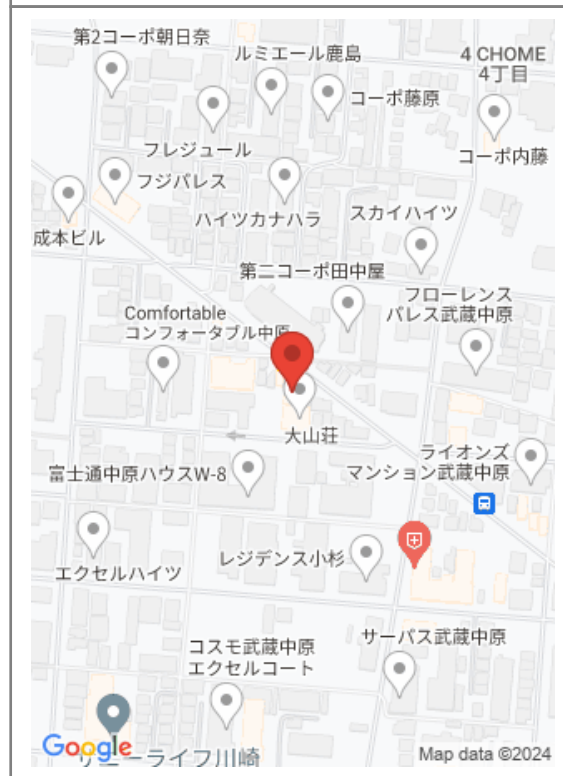 第2コーポ朝日奈
ルミエール鹿島
4 CHOME
4丁目
コーポ藤原
フレジュール
コーポ内藤
フジパレス
ハイツカナハラ
スカイハイツ
成本ビル
第二コーポ田中屋
フローレンス
パレス武蔵中原
Comfortable
コンフォータブル中原
大山荘
ライオンズ
マンション武蔵中原
富士通中原ハウスW-8
レジデンス小杉
エクセルハイツ
サーパス武蔵中原
コスモ武蔵中原
エクセルコート
Google
サニーライフ川崎
Map data ©2024